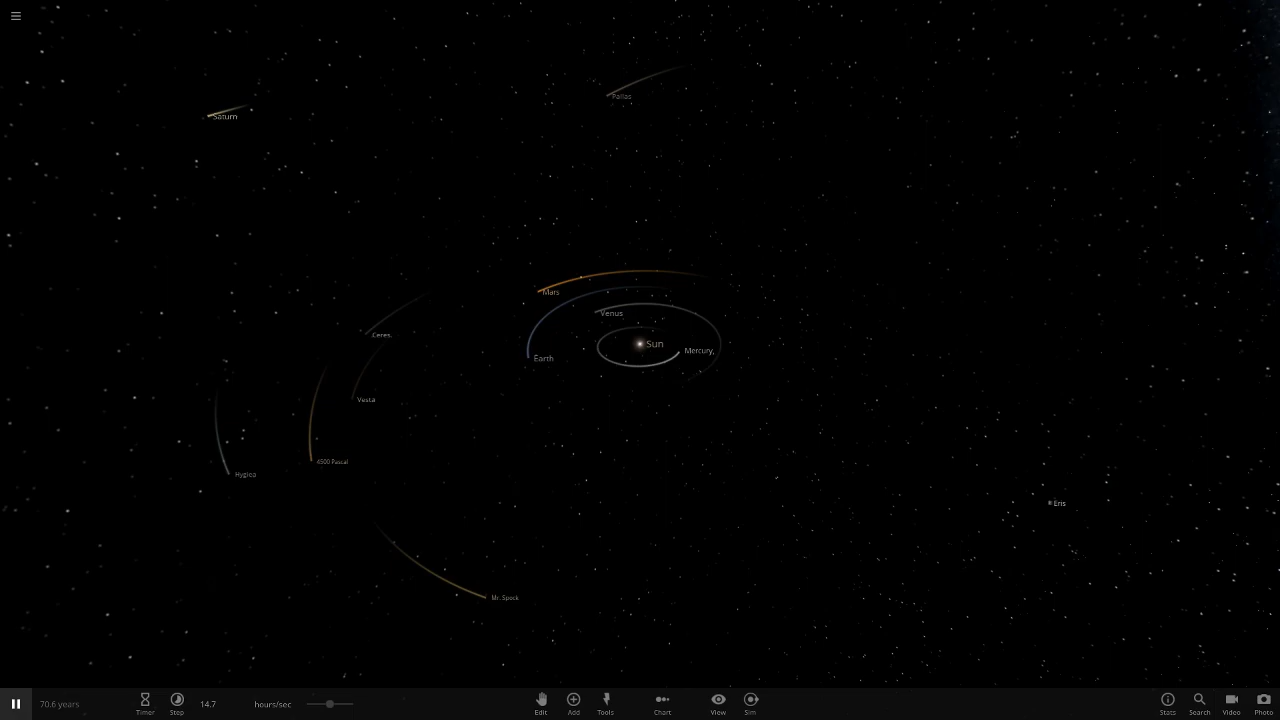 Pallas
Saturn
Mars
Venus
Ceres
Sun
Mercury
Earth
Vesta
4500 Pascal
Hygiea
Eris
Mr. Spock
70.6 years
Timer
Step
14.7
hours/sec
Edit
Add
Tools
Chart
View
Sim
Stats
Search
Video
Photo